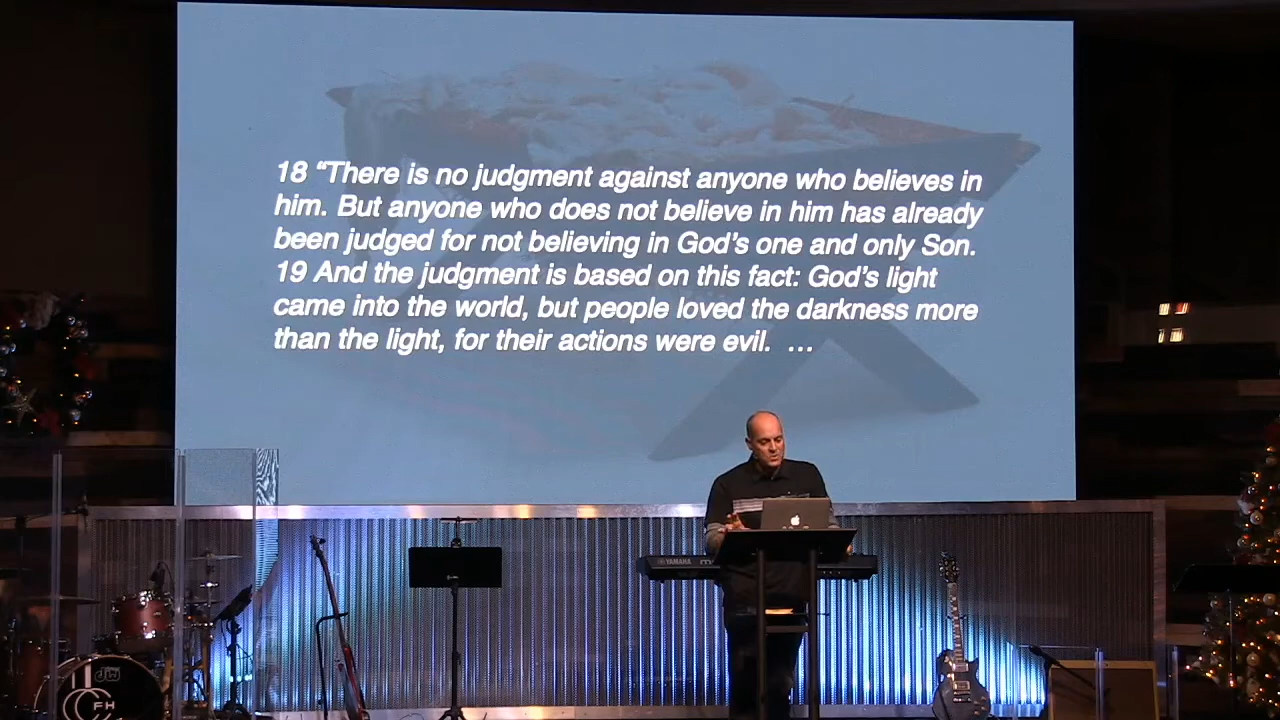 18 “There is no judgment against anyone who believes in
him. But anyone who does not believe in him has already
been judged for not believing in God’s one and only Son.
19 And the judgment is based on this fact: God’s light
came into the world, but people loved the darkness more
than the light, for their actions were evil.  …
YAMAHA
dw
FH